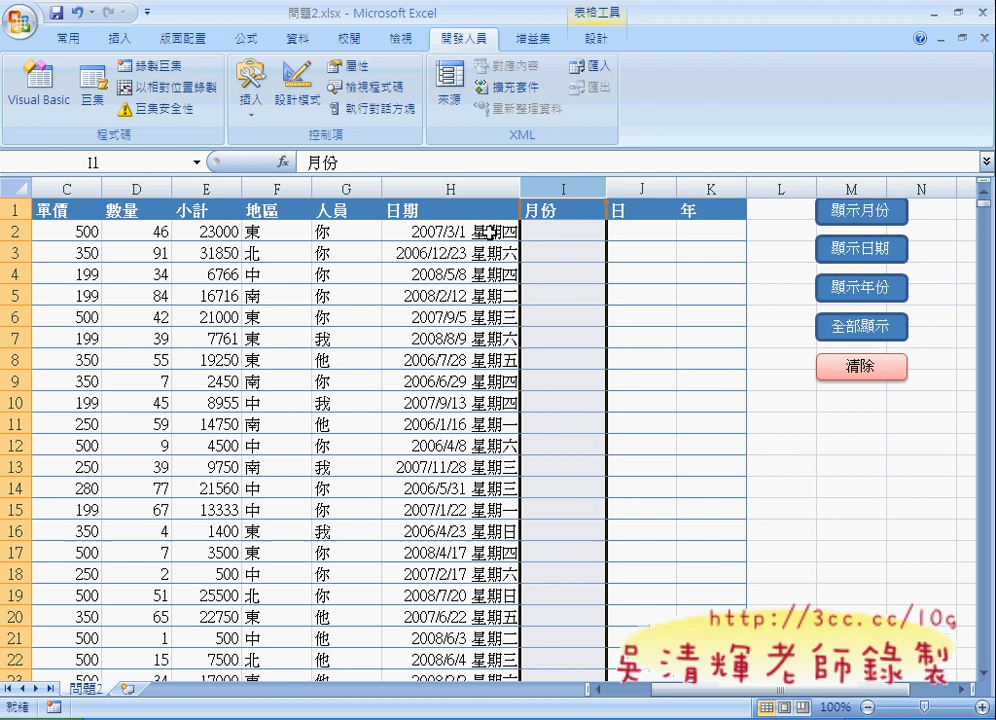 問題2.xlsx - Microsoft Excel
表格工具
常用 插入 版面配置 公式 資料 校閱 檢視 開發人員 增益集 設計
Visual Basic 巨集 錄製巨集 以相對位置錄製 巨集安全性 程式碼
插入 設計模式 屬性 檢視程式碼 執行對話方塊 控制項
來源 對應內容 擴充套件 重新整理資料 匯入 匯出 XML
I1 fx 月份
C D E F G H I J K L M N
1 單價 數量 小計 地區 人員 日期 月份 日 年
2 500 46 23000 東 你 2007/3/1 星期四
3 350 91 31850 北 你 2006/12/23 星期六
4 199 34 6766 中 你 2008/5/8 星期四
5 199 84 16716 南 你 2008/2/12 星期二
6 500 42 21000 東 你 2007/9/5 星期三
7 199 39 7761 東 我 2008/8/9 星期六
8 350 55 19250 東 他 2006/7/28 星期五
9 350 7 2450 南 你 2006/6/29 星期四
10 199 45 8955 中 我 2007/9/13 星期四
11 250 59 14750 南 他 2006/1/16 星期一
12 500 9 4500 中 你 2006/4/8 星期六
13 250 39 9750 南 我 2007/11/28 星期三
14 280 77 21560 中 你 2006/5/31 星期三
15 199 67 13333 中 你 2007/1/22 星期一
16 350 4 1400 東 我 2006/4/23 星期日
17 500 7 3500 東 你 2008/4/17 星期四
18 250 2 500 中 你 2007/2/17 星期六
19 500 51 25500 北 你 2008/7/20 星期日
20 350 65 22750 東 他 2007/6/22 星期五
21 500 1 500 中 他 2008/6/3 星期二
22 500 15 7500 北 他 2008/6/4 星期三
顯示月份
顯示日期
顯示年份
全部顯示
清除
http://3cc.cc/10g
吳清輝老師錄製
問題2
就緒 100%